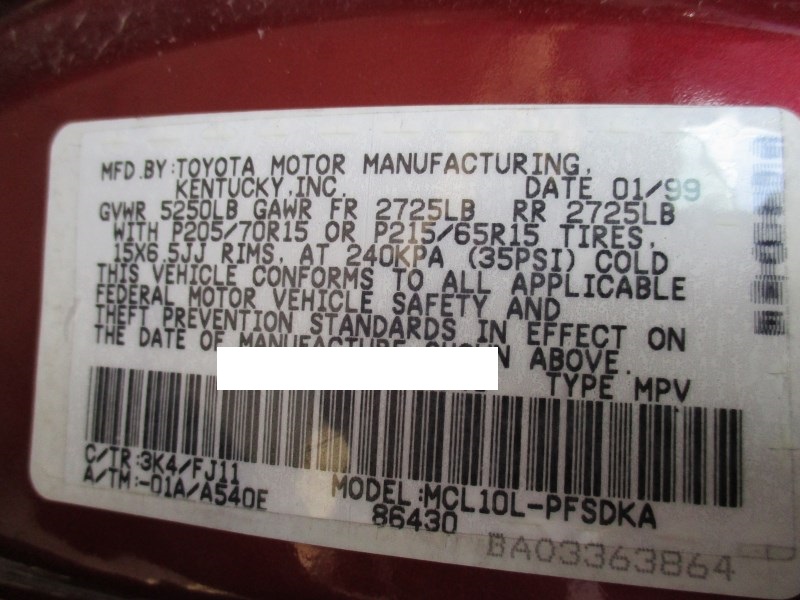 MFD.BY:TOYOTA MOTOR MANUFACTURING,
KENTUCKY,INC. DATE 01/99
GVWR 5250LB GAWR FR 2725LB RR 2725LB
WITH P205/70R15 OR P215/65R15 TIRES,
15X6.5JJ RIMS, AT 240KPA (35PSI) COLD
THIS VEHICLE CONFORMS TO ALL APPLICABLE
FEDERAL MOTOR VEHICLE SAFETY AND
THEFT PREVENTION STANDARDS IN EFFECT ON
THE DATE OF MANUFACTURE SHOWN ABOVE.
TYPE MPV
C/TR:3K4/FJ11
A/TM:-01A/A540E
MODEL:MCL10L-PFSDKA
86430
BA03363864